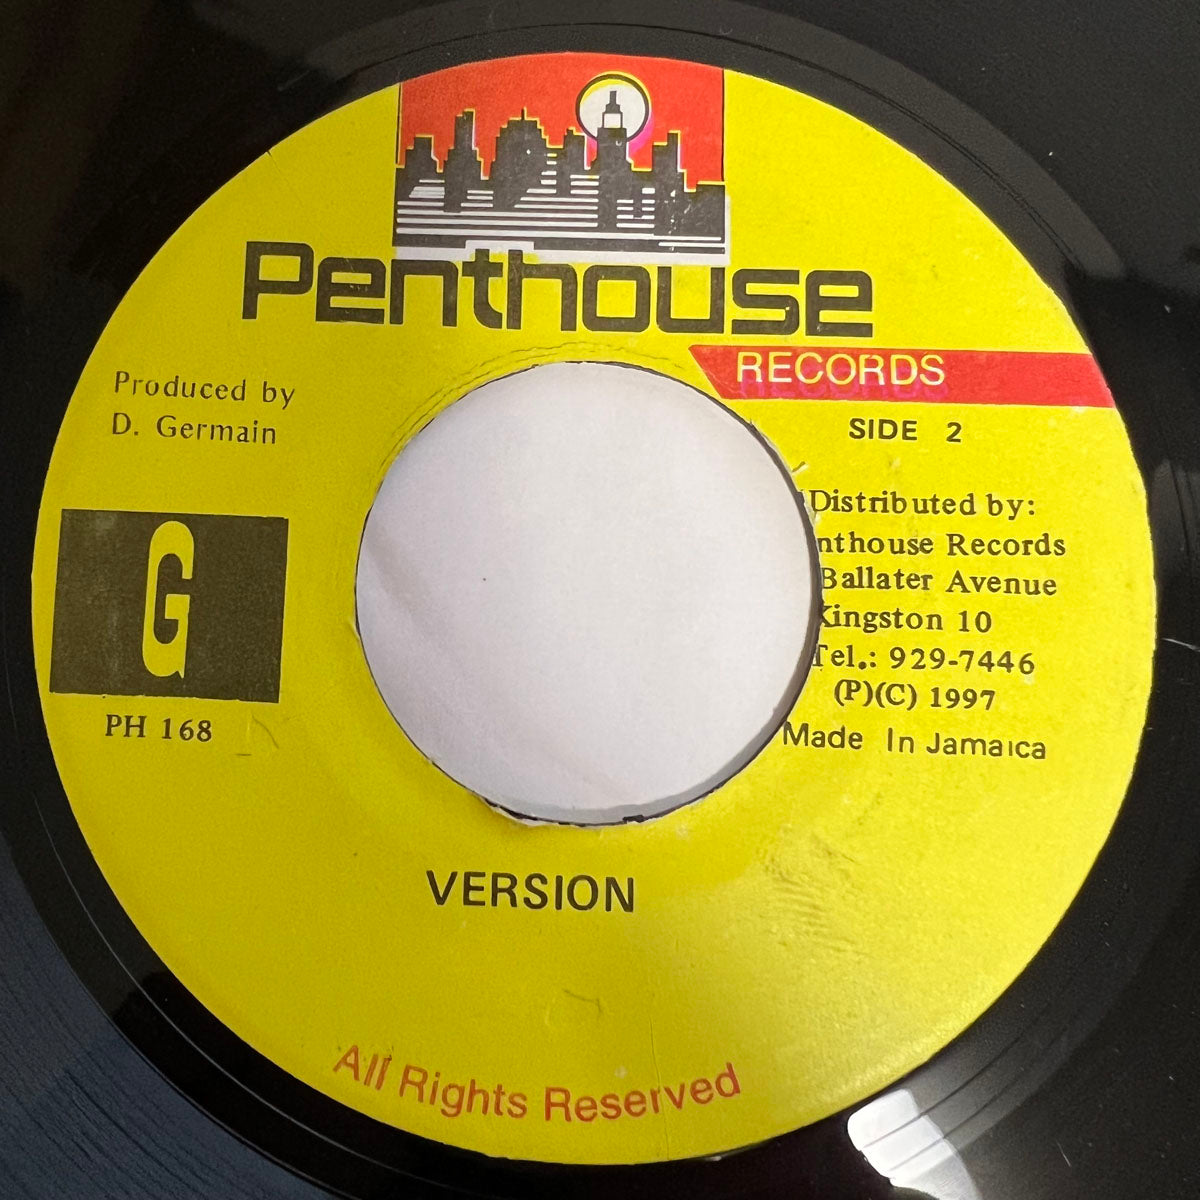 Penthouse
RECORDS
Produced by
D. Germain
SIDE 2
G
PH 168
Distributed by:
nthouse Records
Ballater Avenue
Kingston 10
Tel.: 929-7446
(P)(C) 1997
Made In Jamaica
VERSION
All Rights Reserved